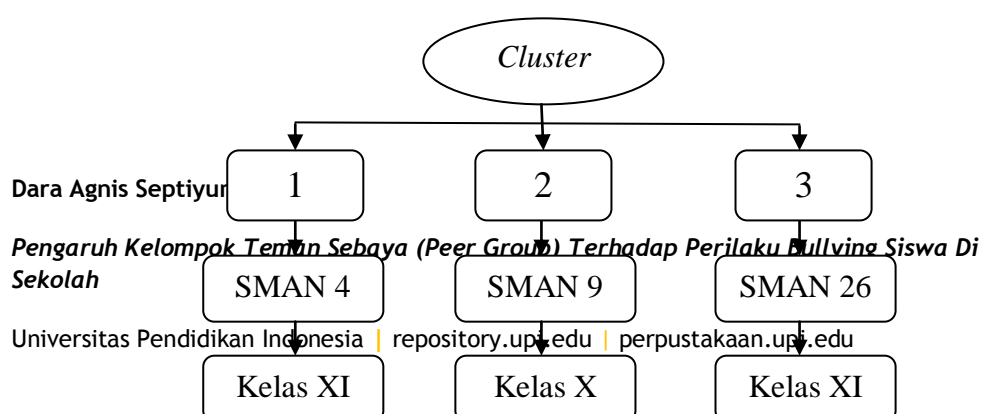 Cluster
1 2 3
Dara Agnis
Pengaruh Kelompok Teman Sebaya (Peer Group) Terhadap Perilaku Bullying Siswa Di
Sekolah
SMAN 4 SMAN 9 SMAN 26
Universitas Pendidikan Indonesia | repository.upi.edu | perpustakaan.upi.edu
Kelas XI Kelas X Kelas XI